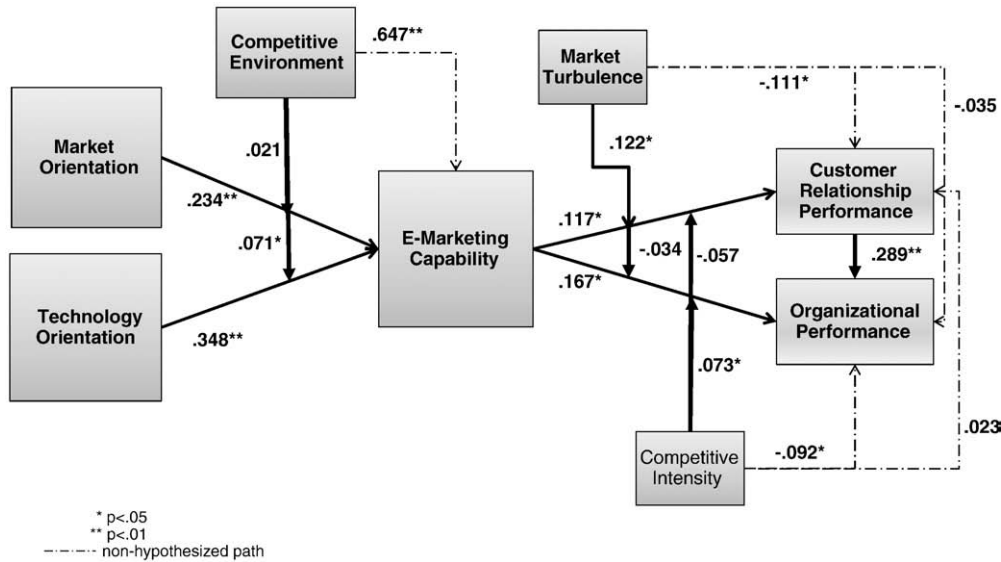 Competitive
Environment
.647**
Market
Turbulence
-.111*
-.035
Market
Orientation
.021
.122*
Customer
Relationship
Performance
.234**
.071*
E-Marketing
Capability
.117*
-.034
-.057
.289**
.167*
Technology
Orientation
.348**
Organizational
Performance
.073*
Competitive
Intensity
-.092*
.023
* p<.05
** p<.01
non-hypothesized path